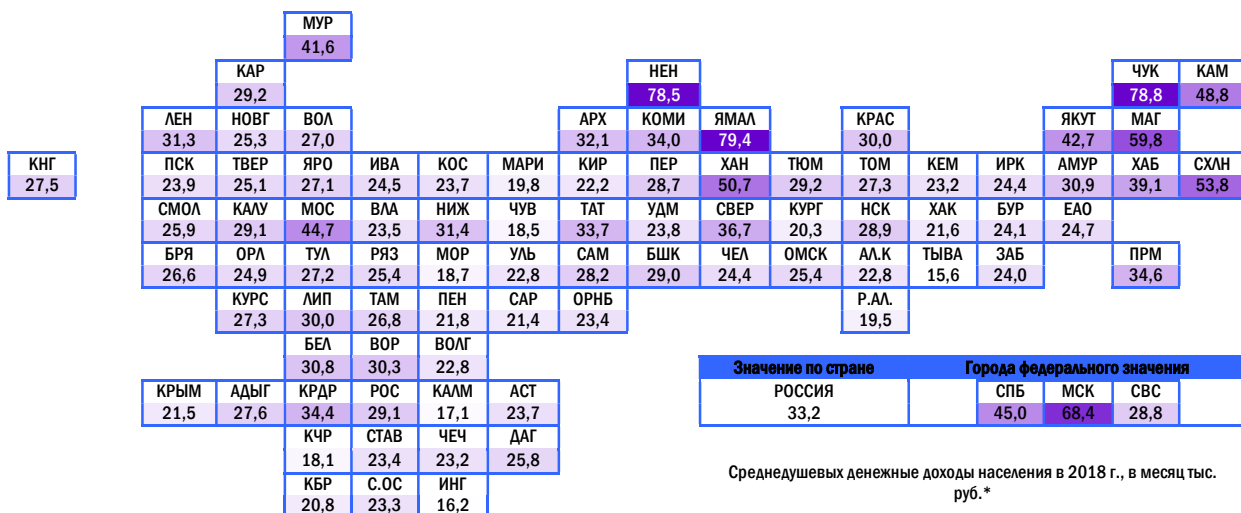 МУР
41,6
КАР НЕН ЧУК КАМ
29,2 78,5 78,8 48,8
ЛЕН НОВГ ВОЛ АРХ КОМИ ЯМАЛ КРАС ЯКУТ МАГ
31,3 25,3 27,0 32,1 34,0 79,4 30,0 42,7 59,8
КНГ ПСК ТВЕР ЯРО ИВА КОС МАРИ КИР ПЕР ХАН ТЮМ ТОМ КЕМ ИРК АМУР ХАБ СХЛН
27,5 23,9 25,1 27,1 24,5 23,7 19,8 22,2 28,7 50,7 29,2 27,3 23,2 24,4 30,9 39,1 53,8
СМОЛ КАЛУ МОС ВЛА НИЖ ЧУВ ТАТ УДМ СВЕР КУРГ НСК ХАК БУР ЕАО
25,9 29,1 44,7 23,5 31,4 18,5 33,7 23,8 36,7 20,3 28,9 21,6 24,1 24,7
БРЯ ОРЛ ТУЛ РЯЗ МОР УЛЬ САМ БШК ЧЕЛ ОМСК АЛ.К ТЫВА ЗАБ ПРМ
26,6 24,9 27,2 25,4 18,7 22,8 28,2 29,0 24,4 25,4 22,8 15,6 24,0 34,6
КУРС ЛИП ТАМ ПЕН САР ОРНБ Р.АЛ.
27,3 30,0 26,8 21,8 21,4 23,4 19,5
БЕЛ ВОР ВОЛГ
30,8 30,3 22,8
Значение по стране Города федерального значения
КРЫМ АДЫГ КРДР РОС КАЛМ АСТ РОССИЯ СПБ МСК СВС
21,5 27,6 34,4 29,1 17,1 23,7 33,2 45,0 68,4 28,8
КЧР СТАВ ЧЕЧ ДАГ
18,1 23,4 23,2 25,8
КБР С.ОС ИНГ
20,8 23,3 16,2
Среднедушевых денежные доходы населения в 2018 г., в месяц тыс.
руб.*